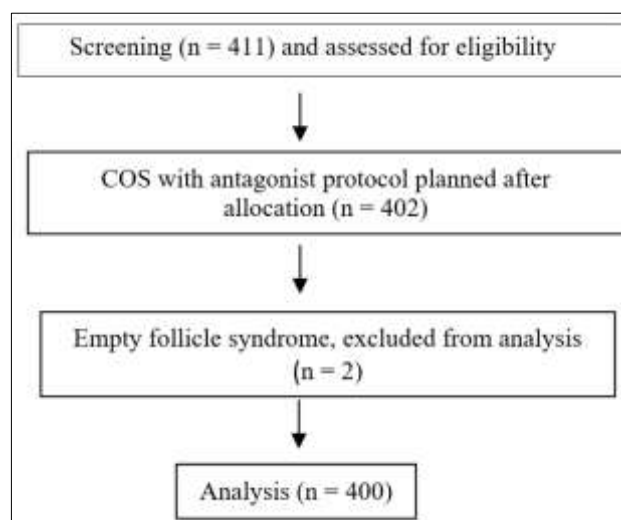 Screening (n = 411) and assessed for eligibility
COS with antagonist protocol planned after
allocation (n = 402)
Empty follicle syndrome, excluded from analysis
(n = 2)
Analysis (n = 400)